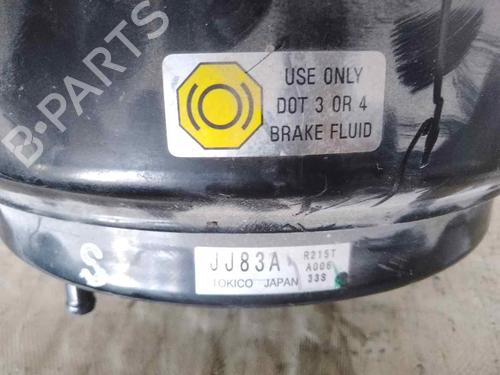 B-PARTS
USE ONLY
DOT 3 OR 4
BRAKE FLUID
S
JJ83A R215T
A006
33S
TOKICO JAPAN